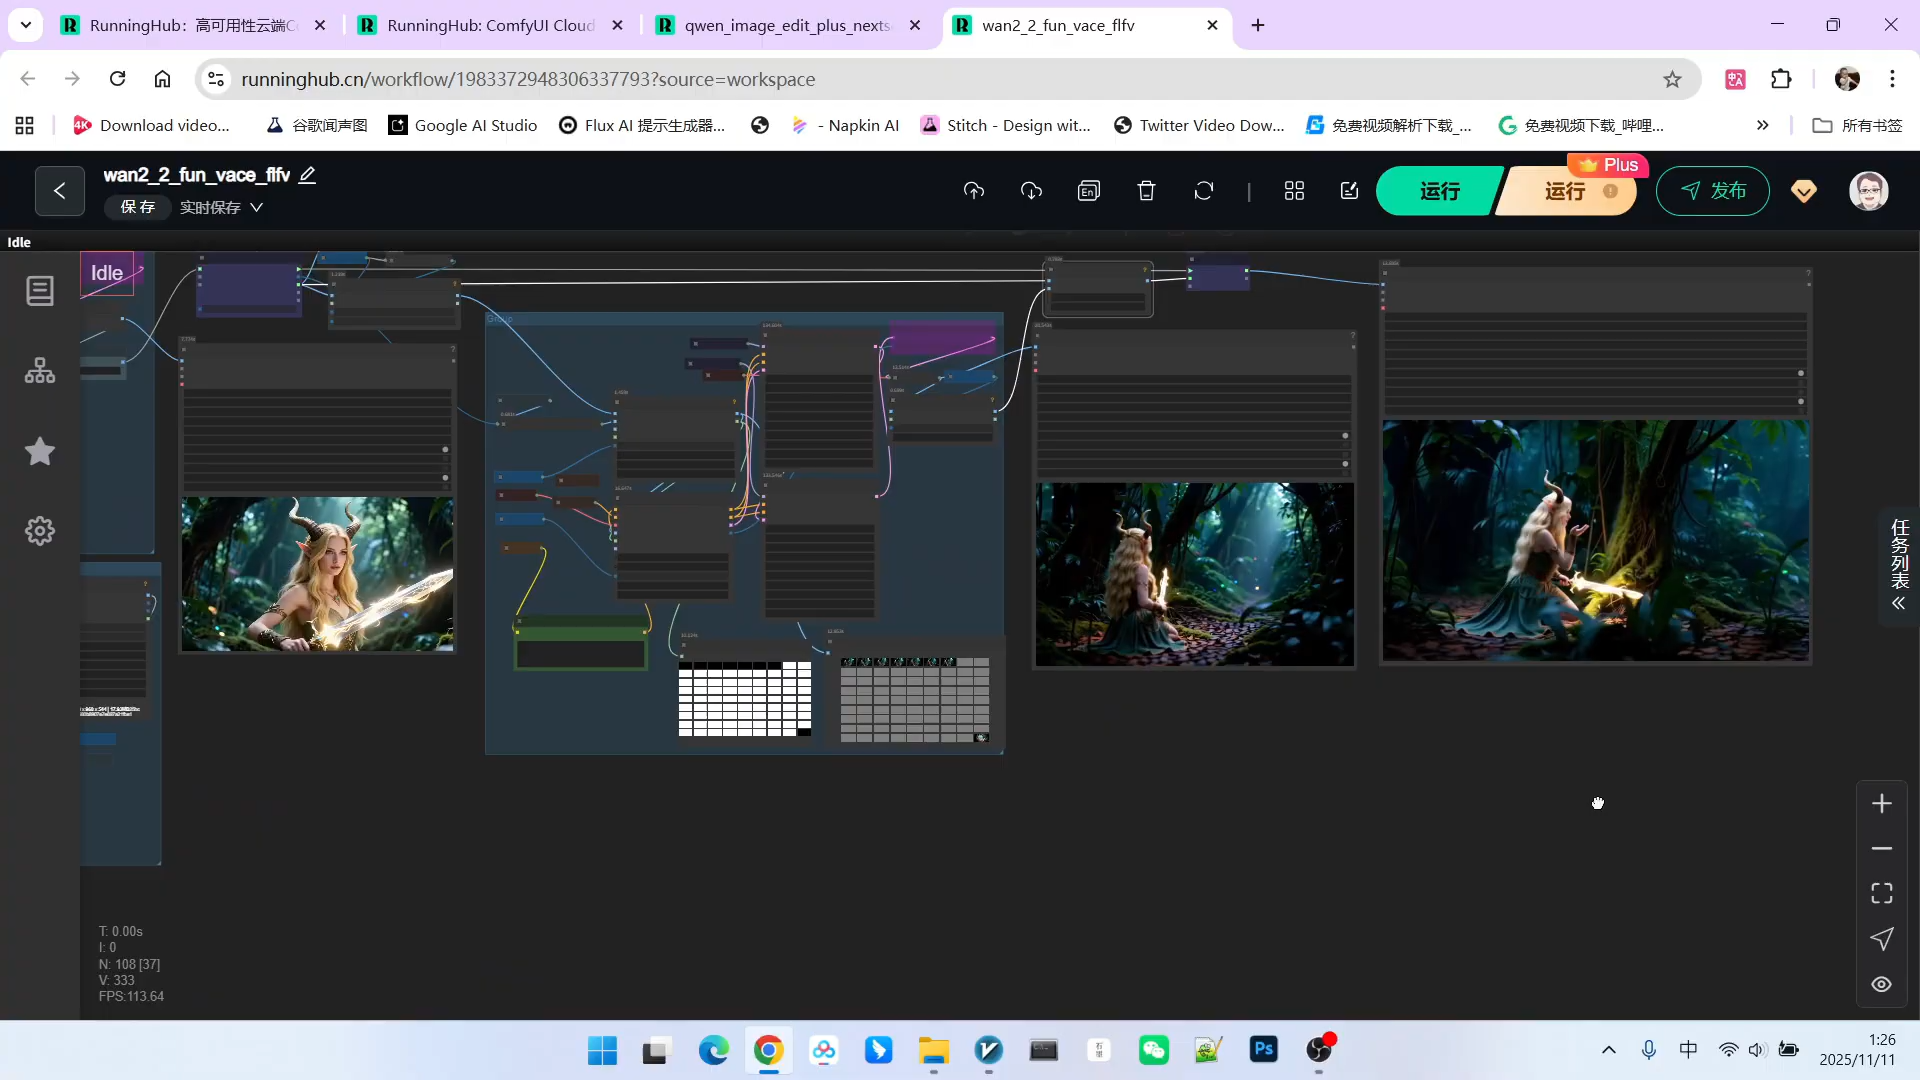 RunningHub：高可用性云端C
RunningHub: ComfyUI Cloud
qwen_image_edit_plus_nexts
wan2_2_fun_vace_flfv
runninghub.cn/workflow/1983372948306337793?source=workspace
Download video...
谷歌闻声图
Google AI Studio
Flux AI 提示生成器...
- Napkin AI
Stitch - Design wit...
Twitter Video Dow...
免费视频解析下载_...
免费视频下载_哔哩...
所有书签
wan2_2_fun_vace_flfv
保 存
实时保存
En
运行
运行
Plus
发布
Idle
Idle
Group
任务列表
T: 0.00s
I: 0
N: 108 [37]
V: 333
FPS:113.64
Ps
中
1:26
2025/11/11